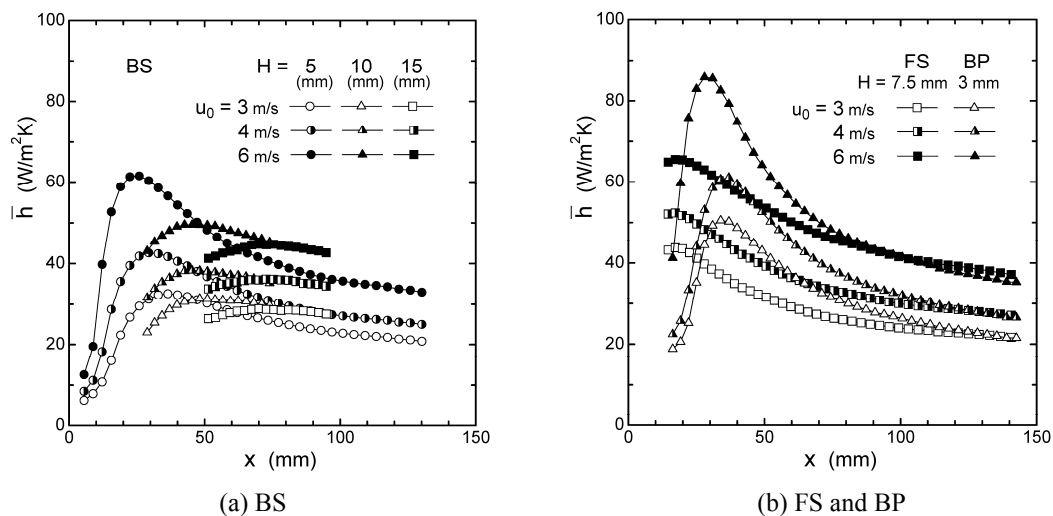 100
80
60
40
20
0
0 50 100 150
h̅ (W/m²K)
x (mm)
BS
H = 5 10 15
(mm) (mm) (mm)
u₀ = 3 m/s
4 m/s
6 m/s
(a) BS
100
80
60
40
20
0
0 50 100 150
h̅ (W/m²K)
x (mm)
FS BP
H = 7.5 mm 3 mm
u₀ = 3 m/s
4 m/s
6 m/s
(b) FS and BP